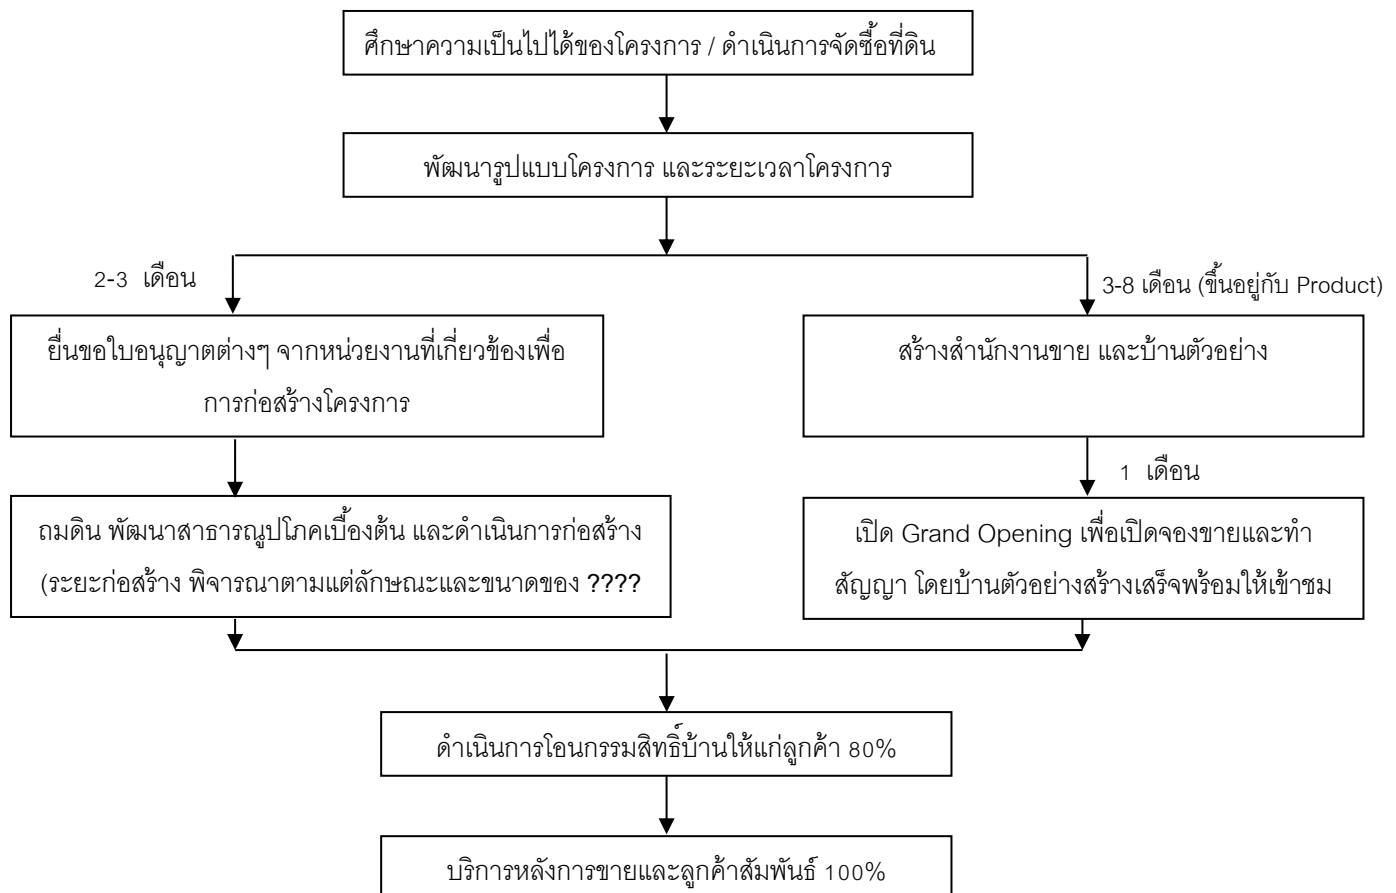 ศึกษาความเป็นไปได้ของโครงการ / ดำเนินการจัดซื้อที่ดิน
พัฒนารูปแบบโครงการ และระยะเวลาโครงการ
2-3 เดือน
3-8 เดือน (ขึ้นอยู่กับ Product)
ยื่นขอใบอนุญาตต่างๆ จากหน่วยงานที่เกี่ยวข้องเพื่อ
การก่อสร้างโครงการ
สร้างสำนักงานขาย และบ้านตัวอย่าง
1 เดือน
ถมดิน พัฒนาสาธารณูปโภคเบื้องต้น และดำเนินการก่อสร้าง
(ระยะก่อสร้าง พิจารณาตามแต่ลักษณะและขนาดของ ????
เปิด Grand Opening เพื่อเปิดจองขายและทำ
สัญญา โดยบ้านตัวอย่างสร้างเสร็จพร้อมให้เข้าชม
ดำเนินการโอนกรรมสิทธิ์บ้านให้แก่ลูกค้า 80%
บริการหลังการขายและลูกค้าสัมพันธ์ 100%